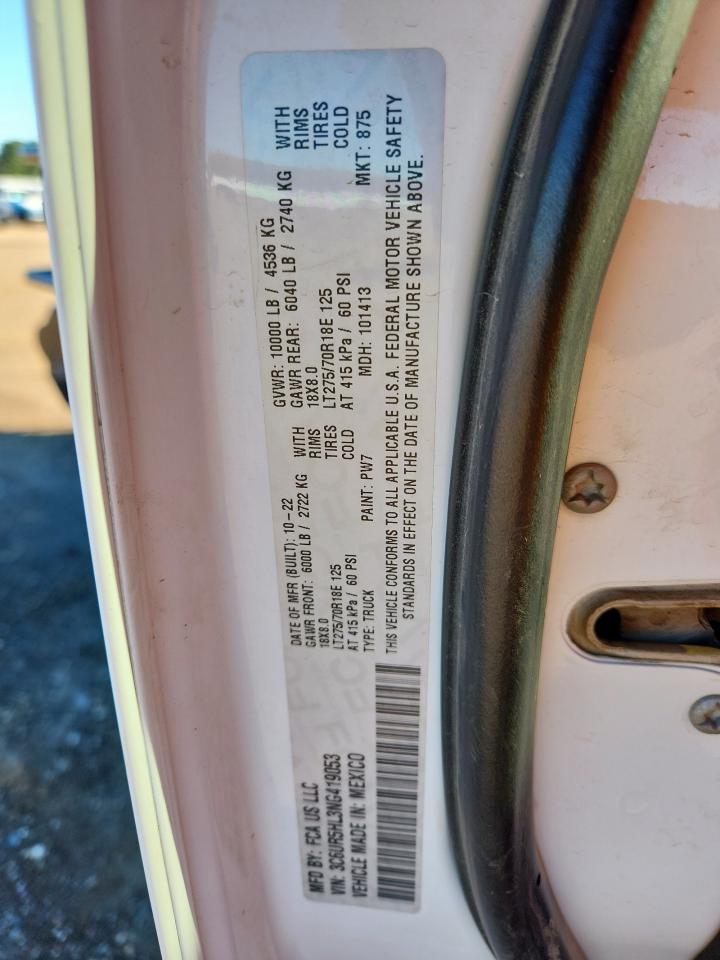 MFD BY: FCA US LLC
DATE OF MFR (BUILT): 10-22
GVWR: 10000 LB / 4536 KG
VIN: 3C6UR5HL3NG419053
GAWR FRONT: 6000 LB / 2722 KG WITH
GAWR REAR: 6040 LB / 2740 KG WITH
VEHICLE MADE IN: MEXICO
18X8.0 RIMS
18X8.0 RIMS
LT275/70R18E 125 TIRES
LT275/70R18E 125 TIRES
AT 415 kPa / 60 PSI COLD
AT 415 kPa / 60 PSI COLD
TYPE: TRUCK PAINT: PW7 MDH: 101413 MKT: 875
THIS VEHICLE CONFORMS TO ALL APPLICABLE U.S.A. FEDERAL MOTOR VEHICLE SAFETY
STANDARDS IN EFFECT ON THE DATE OF MANUFACTURE SHOWN ABOVE.